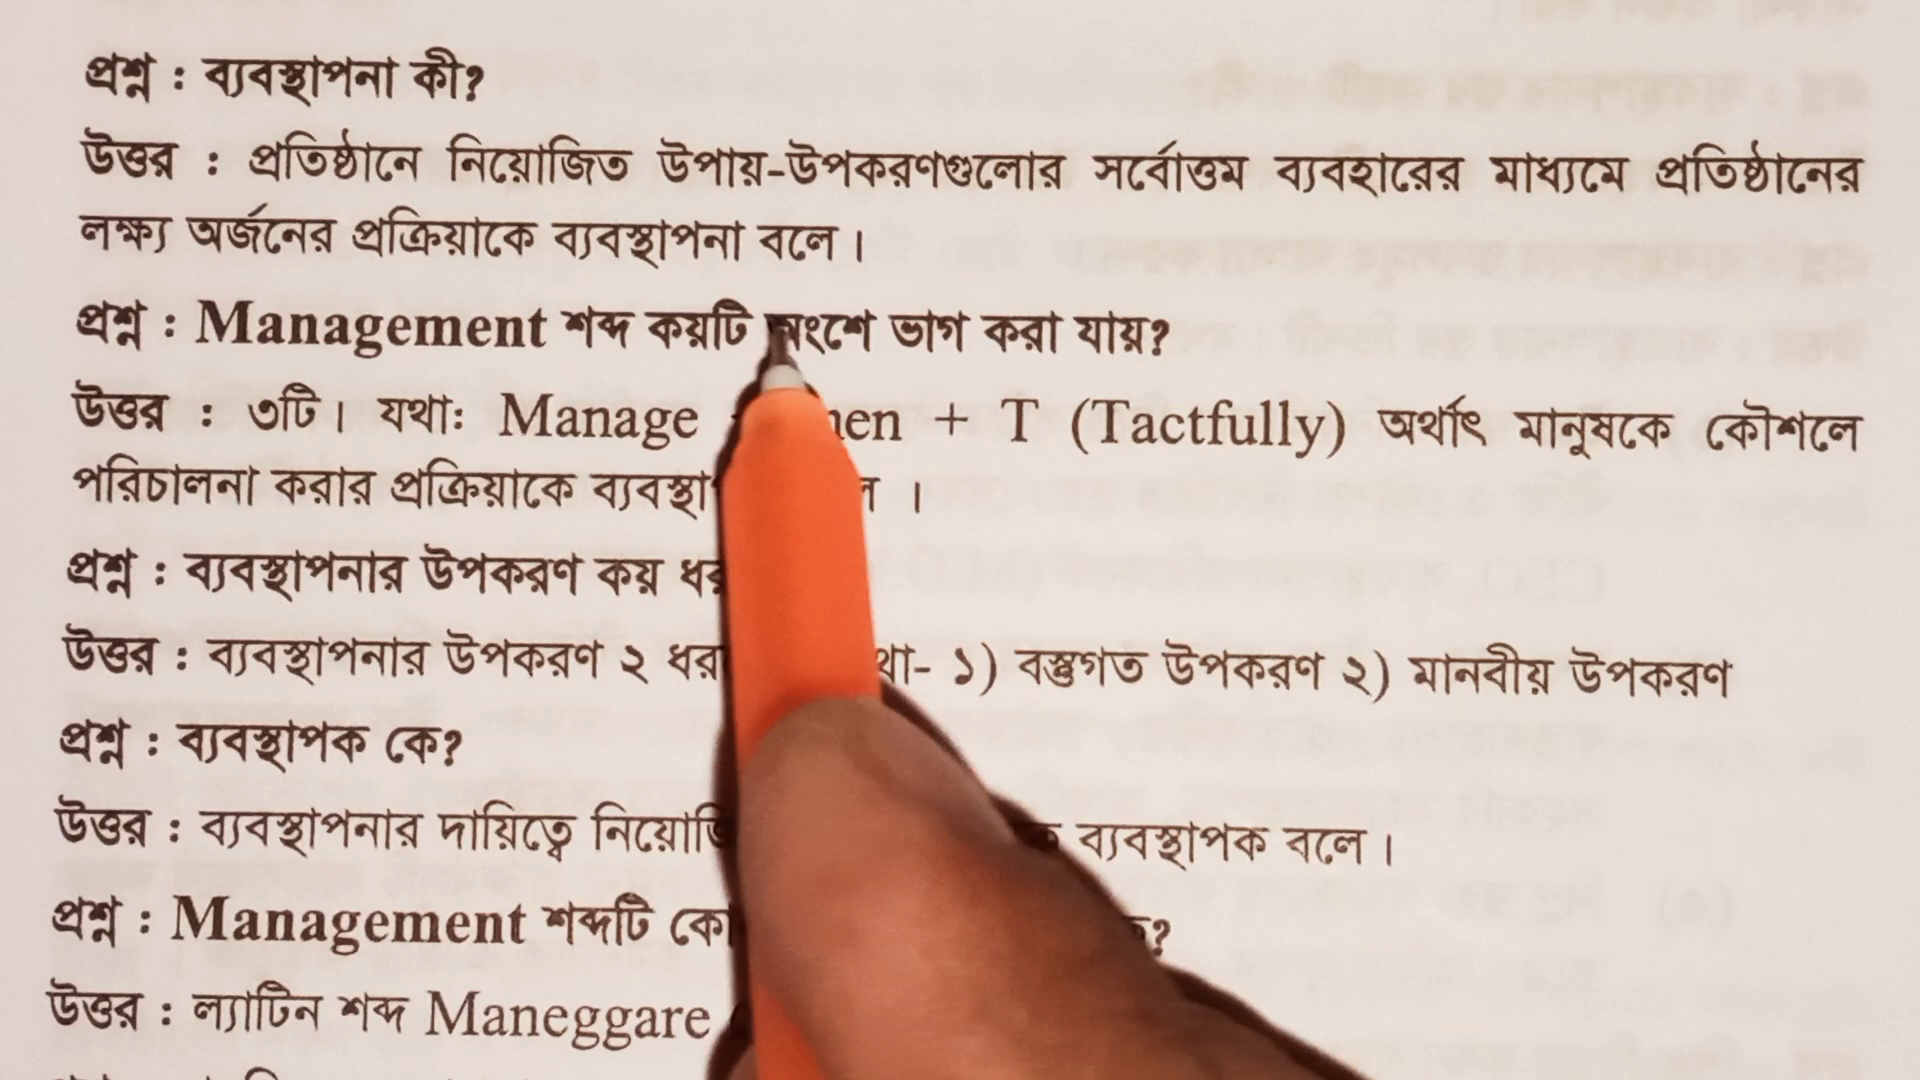 প্রশ্ন : ব্যবস্থাপনা কী?
উত্তর : প্রতিষ্ঠানে নিয়োজিত উপায়-উপকরণগুলোর সর্বোত্তম ব্যবহারের মাধ্যমে প্রতিষ্ঠানের
লক্ষ্য অর্জনের প্রক্রিয়াকে ব্যবস্থাপনা বলে।
প্রশ্ন : Management শব্দ কয়টি অংশে ভাগ করা যায়?
উত্তর : ৩টি। যথাঃ Manage + T (Tactfully) অর্থাৎ মানুষকে কৌশলে
পরিচালনা করার প্রক্রিয়াকে ।
প্রশ্ন : ব্যবস্থাপনার উপকরণ কয়
উত্তর : ব্যবস্থাপনার উপকরণ ২ ১) বস্তুগত উপকরণ ২) মানবীয় উপকরণ
প্রশ্ন : ব্যবস্থাপক কে?
উত্তর : ব্যবস্থাপনার দায়িত্বে ব্যবস্থাপক বলে।
প্রশ্ন : Management শব্দটি
উত্তর : ল্যাটিন শব্দ Maneggare